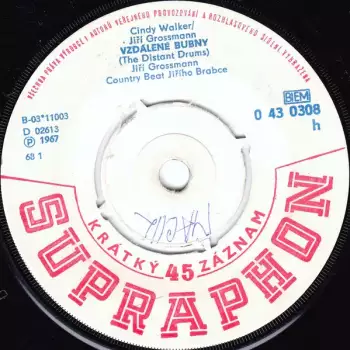 VŠECHNA PRÁVA VÝROBCE I AUTORŮ VEŘEJNÉHO PROVOZOVÁNÍ A ROZHLASOVÉHO ŠÍŘENÍ VYHRAŽENA
Cindy Walker/
Jiří Grossmann
VZDÁLENÉ BUBNY
(The Distant Drums)
Jiří Grossmann
Country Beat Jiřího Brabce
B-03*11003
D 02613
Ⓟ 1967
68 1
BIEM
0 43 0308
h
KRÁTKÝ 45 ZÁZNAM
SUPRAPHON